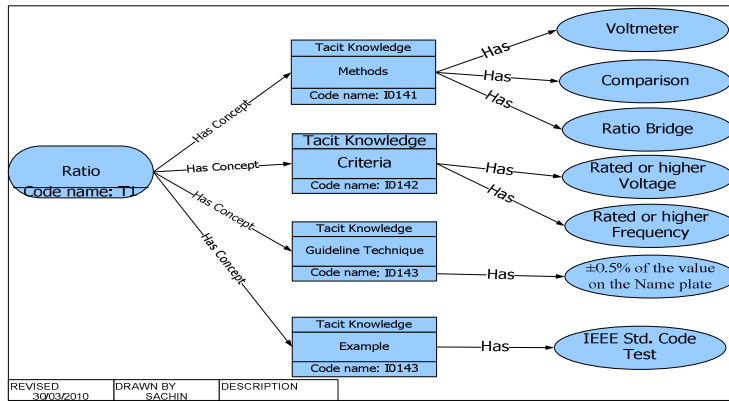 Ratio
Code name: T1
Has Concept
Has Concept
Has Concept
Has Concept
Tacit Knowledge
Methods
Code name: I0141
Has
Has
Has
Voltmeter
Comparison
Ratio Bridge
Tacit Knowledge
Criteria
Code name: I0142
Has
Has
Rated or higher
Voltage
Rated or higher
Frequency
Tacit Knowledge
Guideline Technique
Code name: I0143
Has
±0.5% of the value
on the Name plate
Tacit Knowledge
Example
Code name: I0143
Has
IEEE Std. Code
Test
REVISED
30/03/2010
DRAWN BY
SACHIN
DESCRIPTION